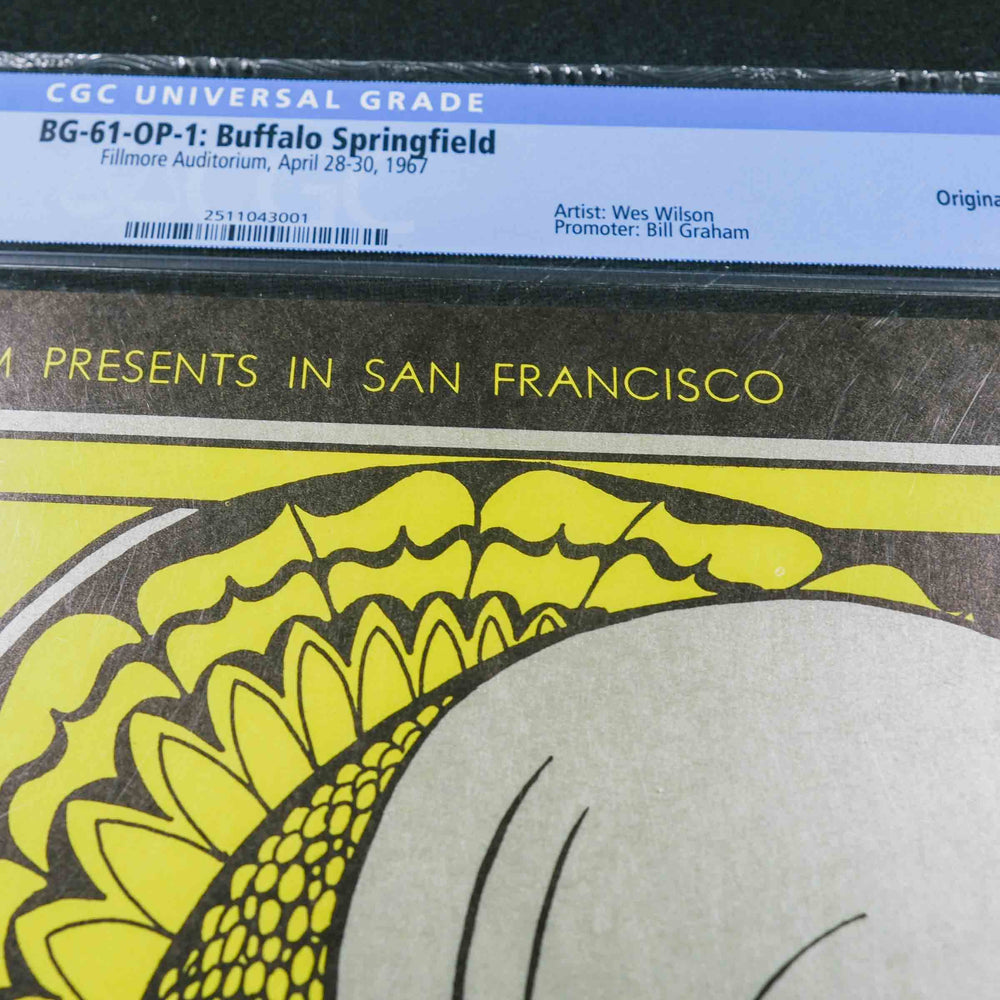 CGC UNIVERSAL GRADE
BG-61-OP-1: Buffalo Springfield
Fillmore Auditorium, April 28-30, 1967
2511043001
Artist: Wes Wilson
Promoter: Bill Graham
Origina
M PRESENTS IN SAN FRANCISCO